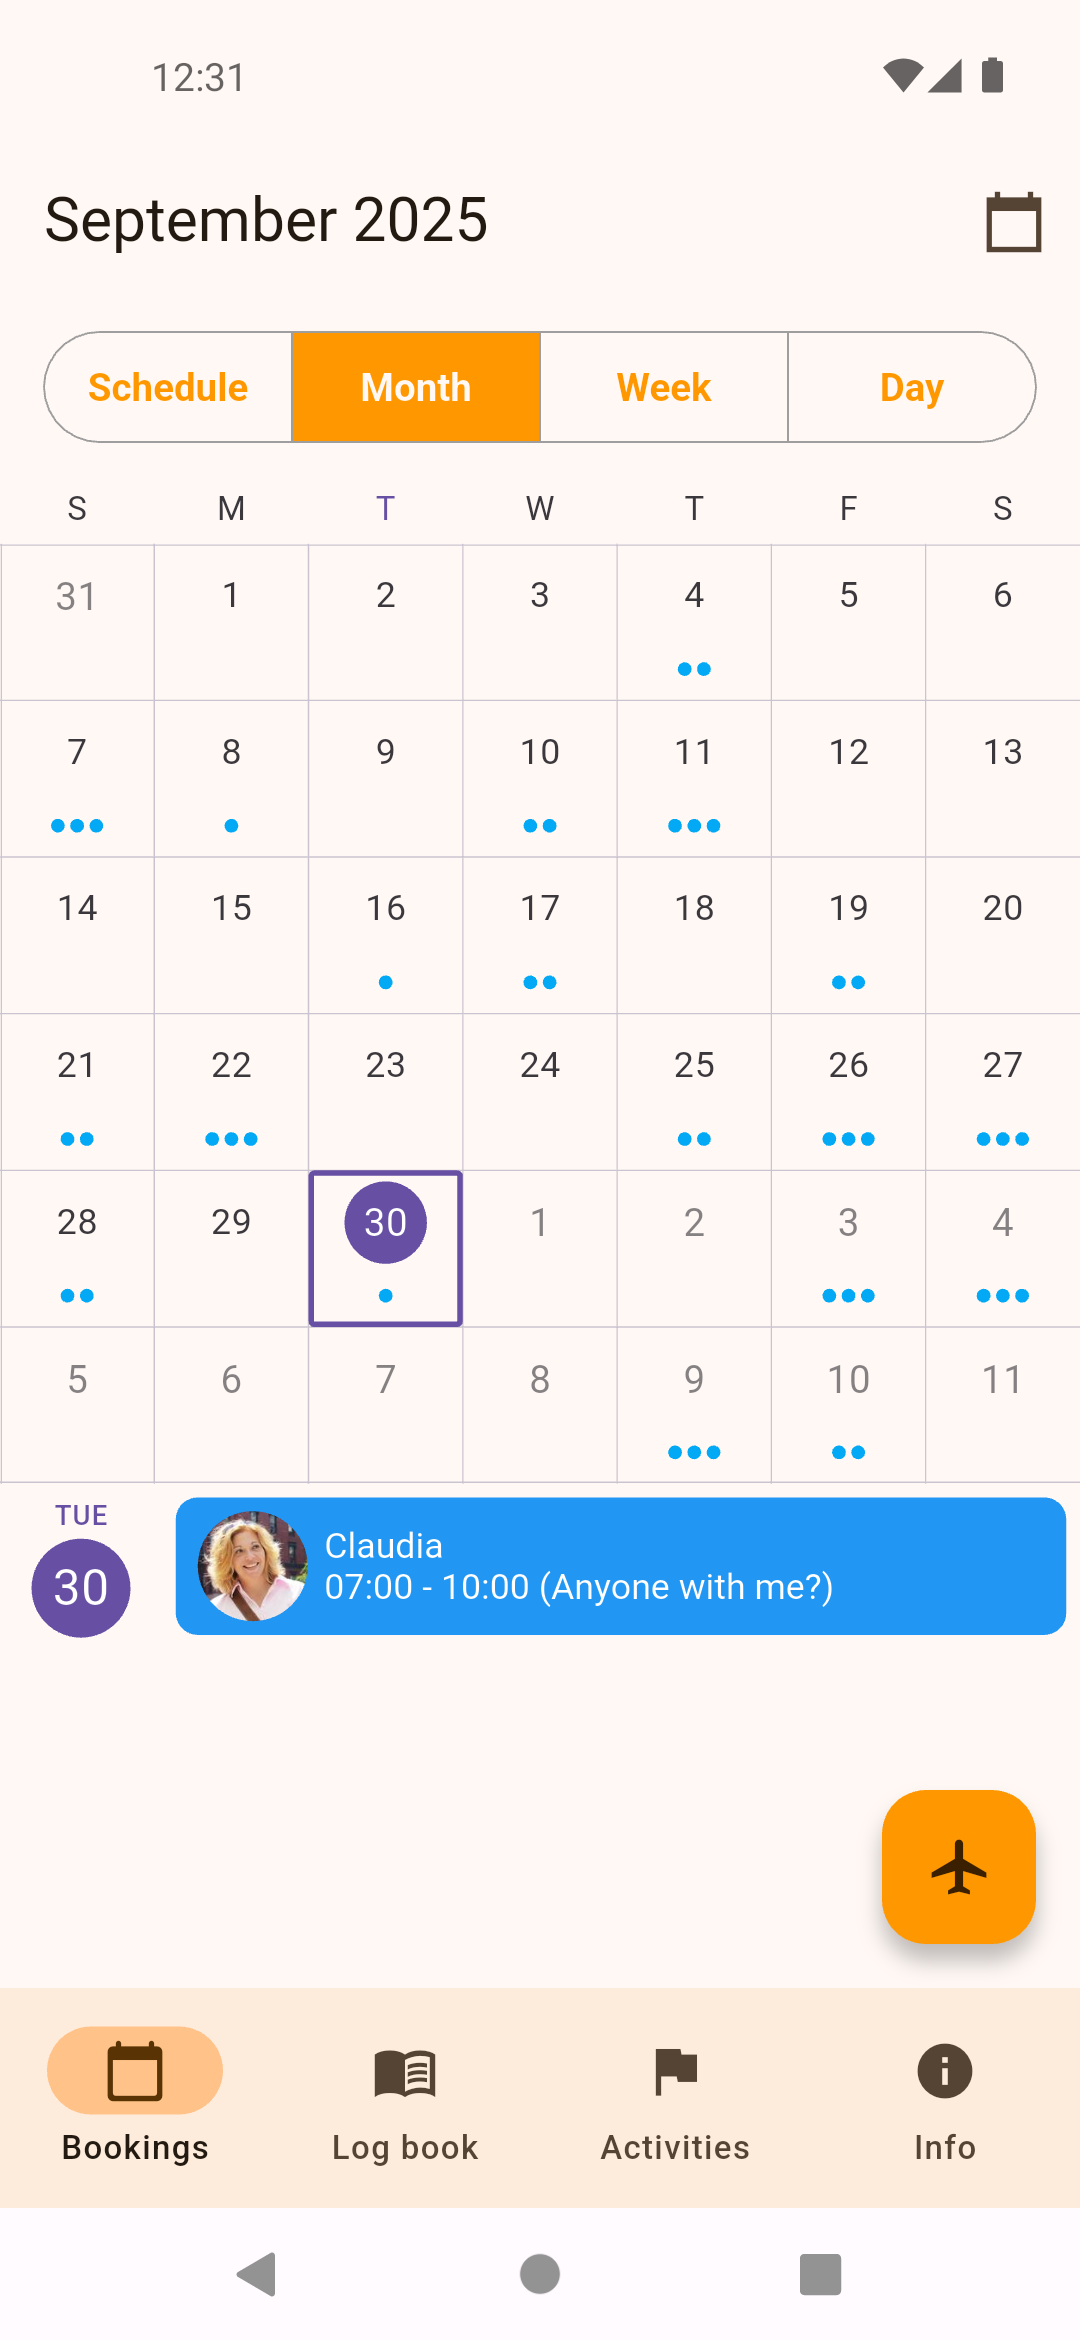 12:31
September 2025
Schedule Month Week Day
S M T W T F S
31 1 2 3 4 5 6
7 8 9 10 11 12 13
14 15 16 17 18 19 20
21 22 23 24 25 26 27
28 29 30 1 2 3 4
5 6 7 8 9 10 11
TUE
30
Claudia
07:00 - 10:00 (Anyone with me?)
Bookings Log book Activities Info